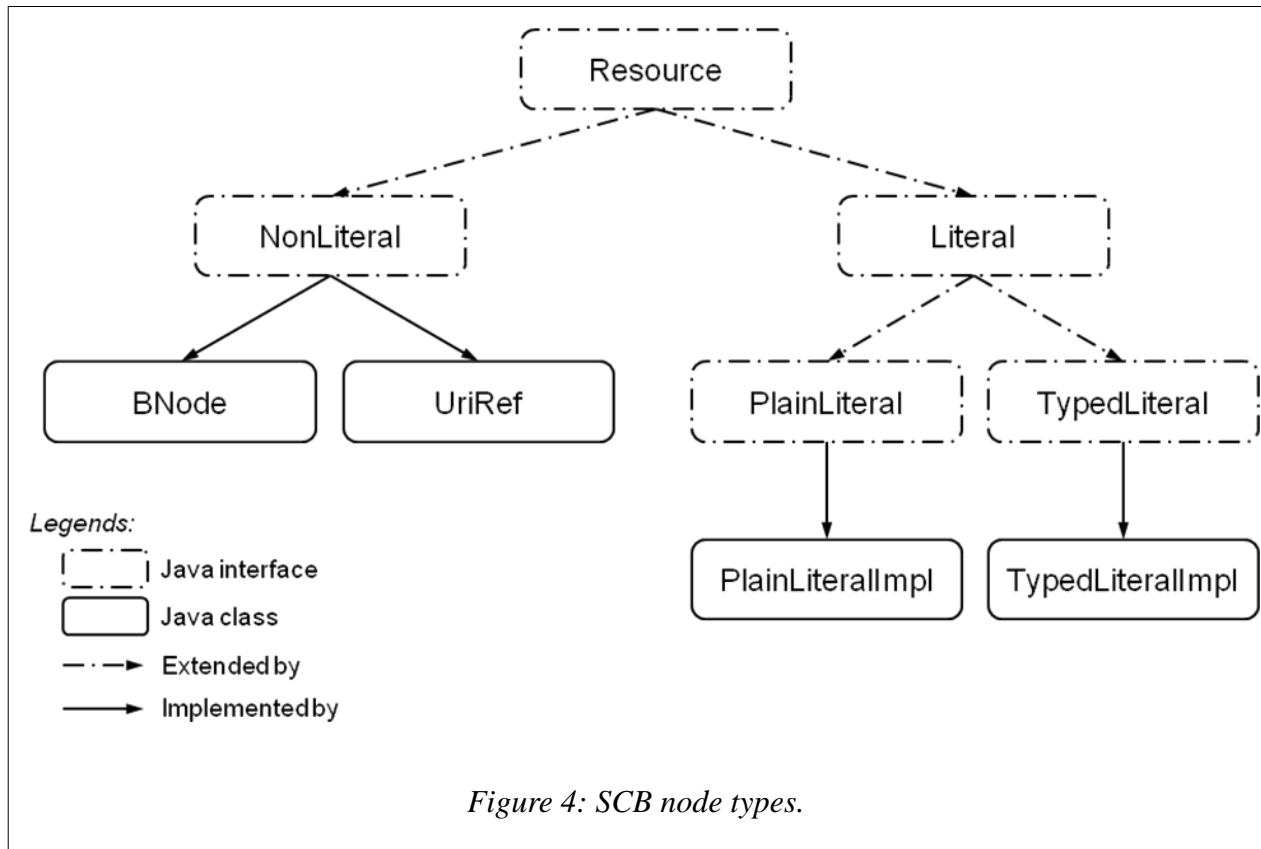 Resource
NonLiteral
Literal
BNode
UriRef
PlainLiteral
TypedLiteral
PlainLiteralImpl
TypedLiteralImpl
Legends:
Java interface
Java class
Extended by
Implemented by
Figure 4: SCB node types.